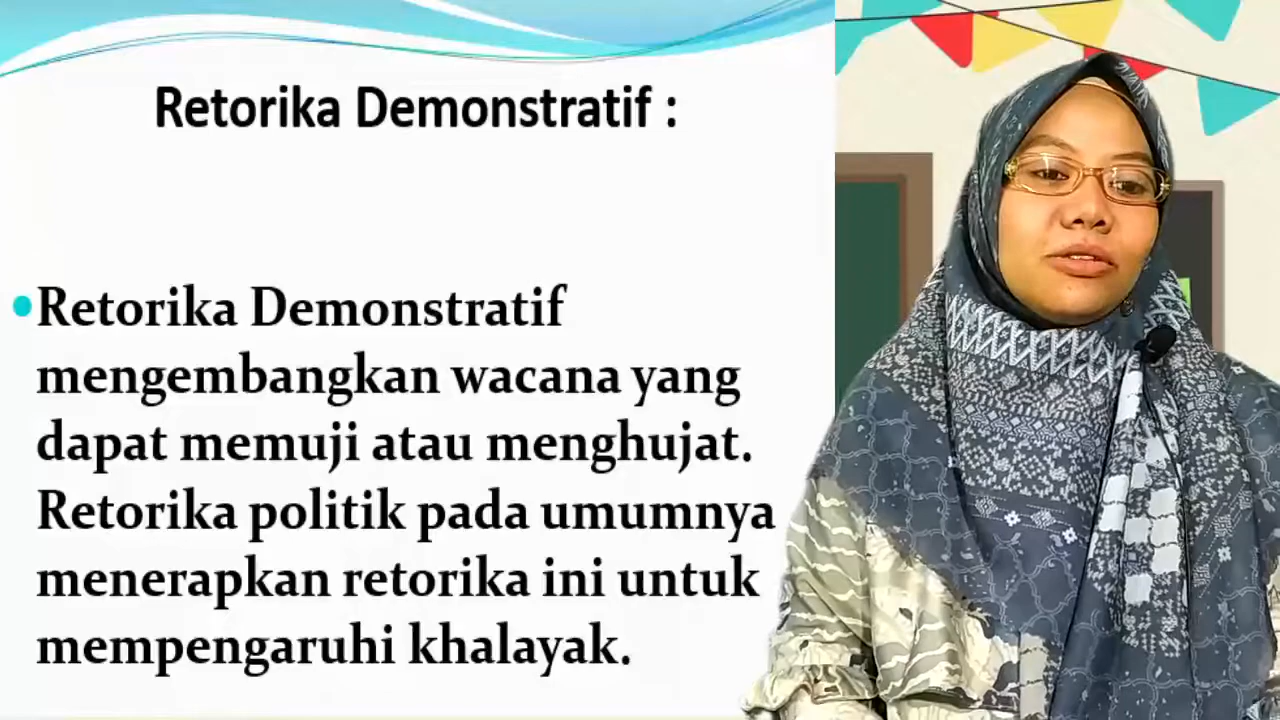 Retorika Demonstratif :
•Retorika Demonstratif
mengembangkan wacana yang
dapat memuji atau menghujat.
Retorika politik pada umumnya
menerapkan retorika ini untuk
mempengaruhi khalayak.